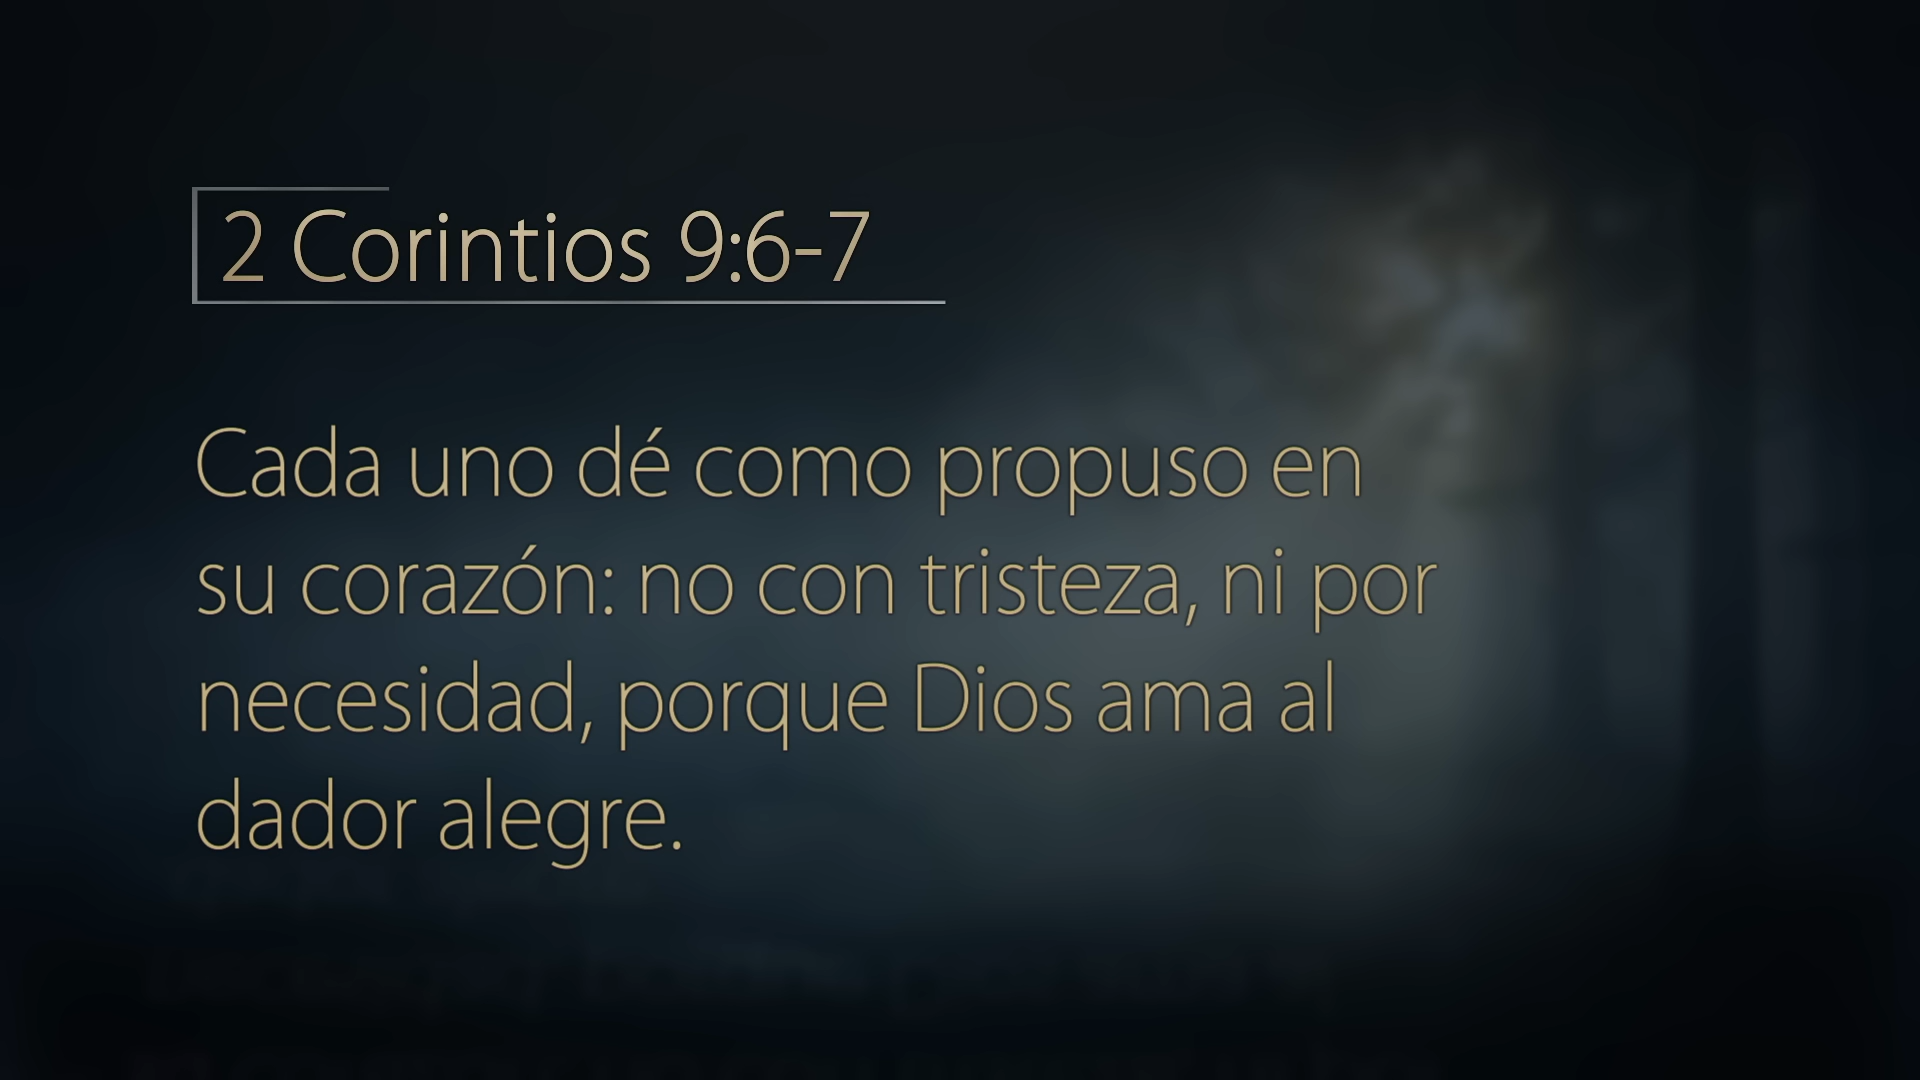 2 Corintios 9:6-7
Cada uno dé como propuso en
su corazón: no con tristeza, ni por
necesidad, porque Dios ama al
dador alegre.